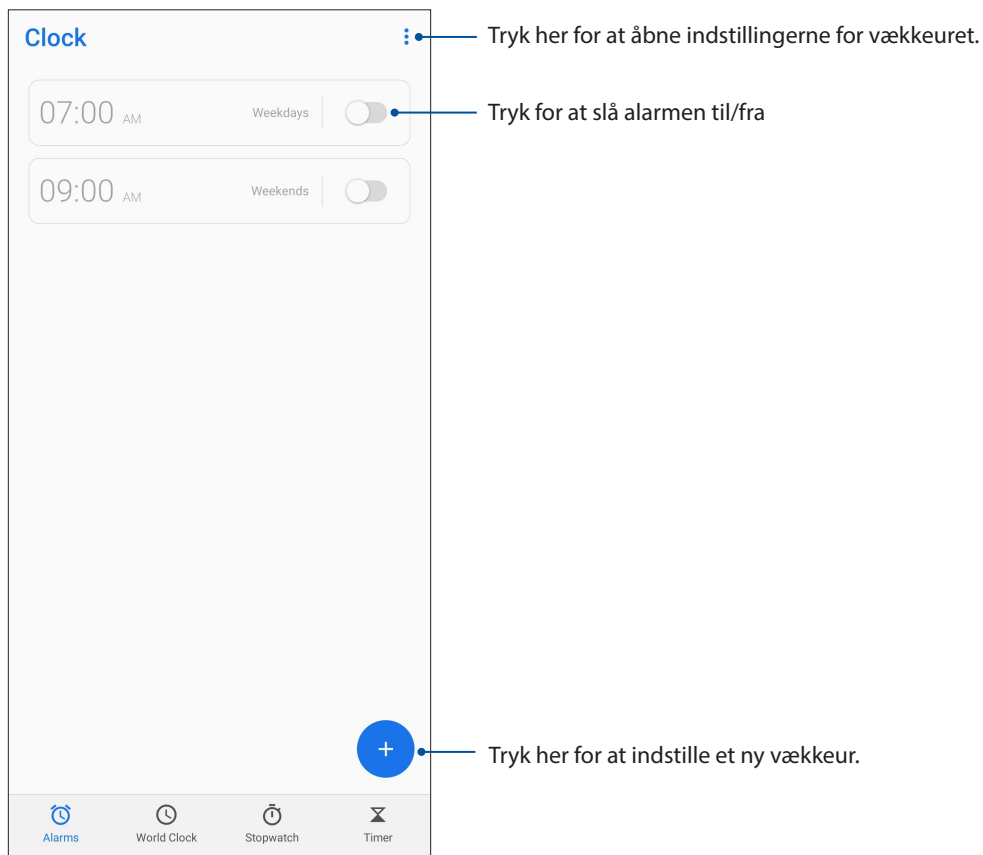 Clock
Tryk her for at åbne indstillingerne for vækkeuret.
07:00 AM Weekdays
Tryk for at slå alarmen til/fra
09:00 AM Weekends
Tryk her for at indstille et ny vækkeur.
Alarms World Clock Stopwatch Timer